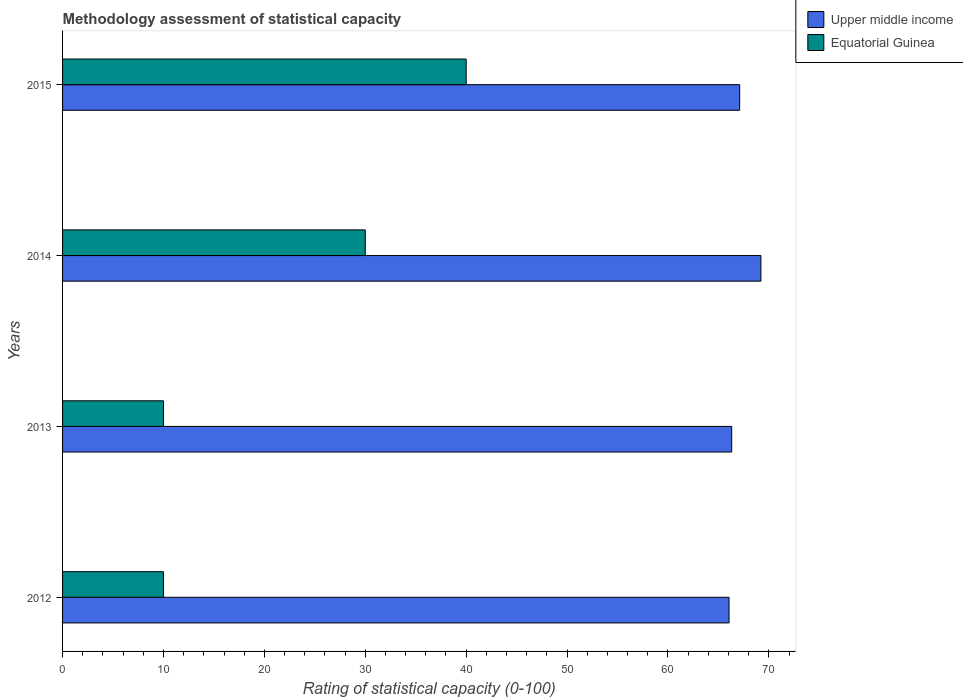 Methodology assessment of statistical capacity
Upper middle income
Equatorial Guinea
2015
2014
2013
2012
Years
0
10
20
30
40
50
60
70
Rating of statistical capacity (0-100)